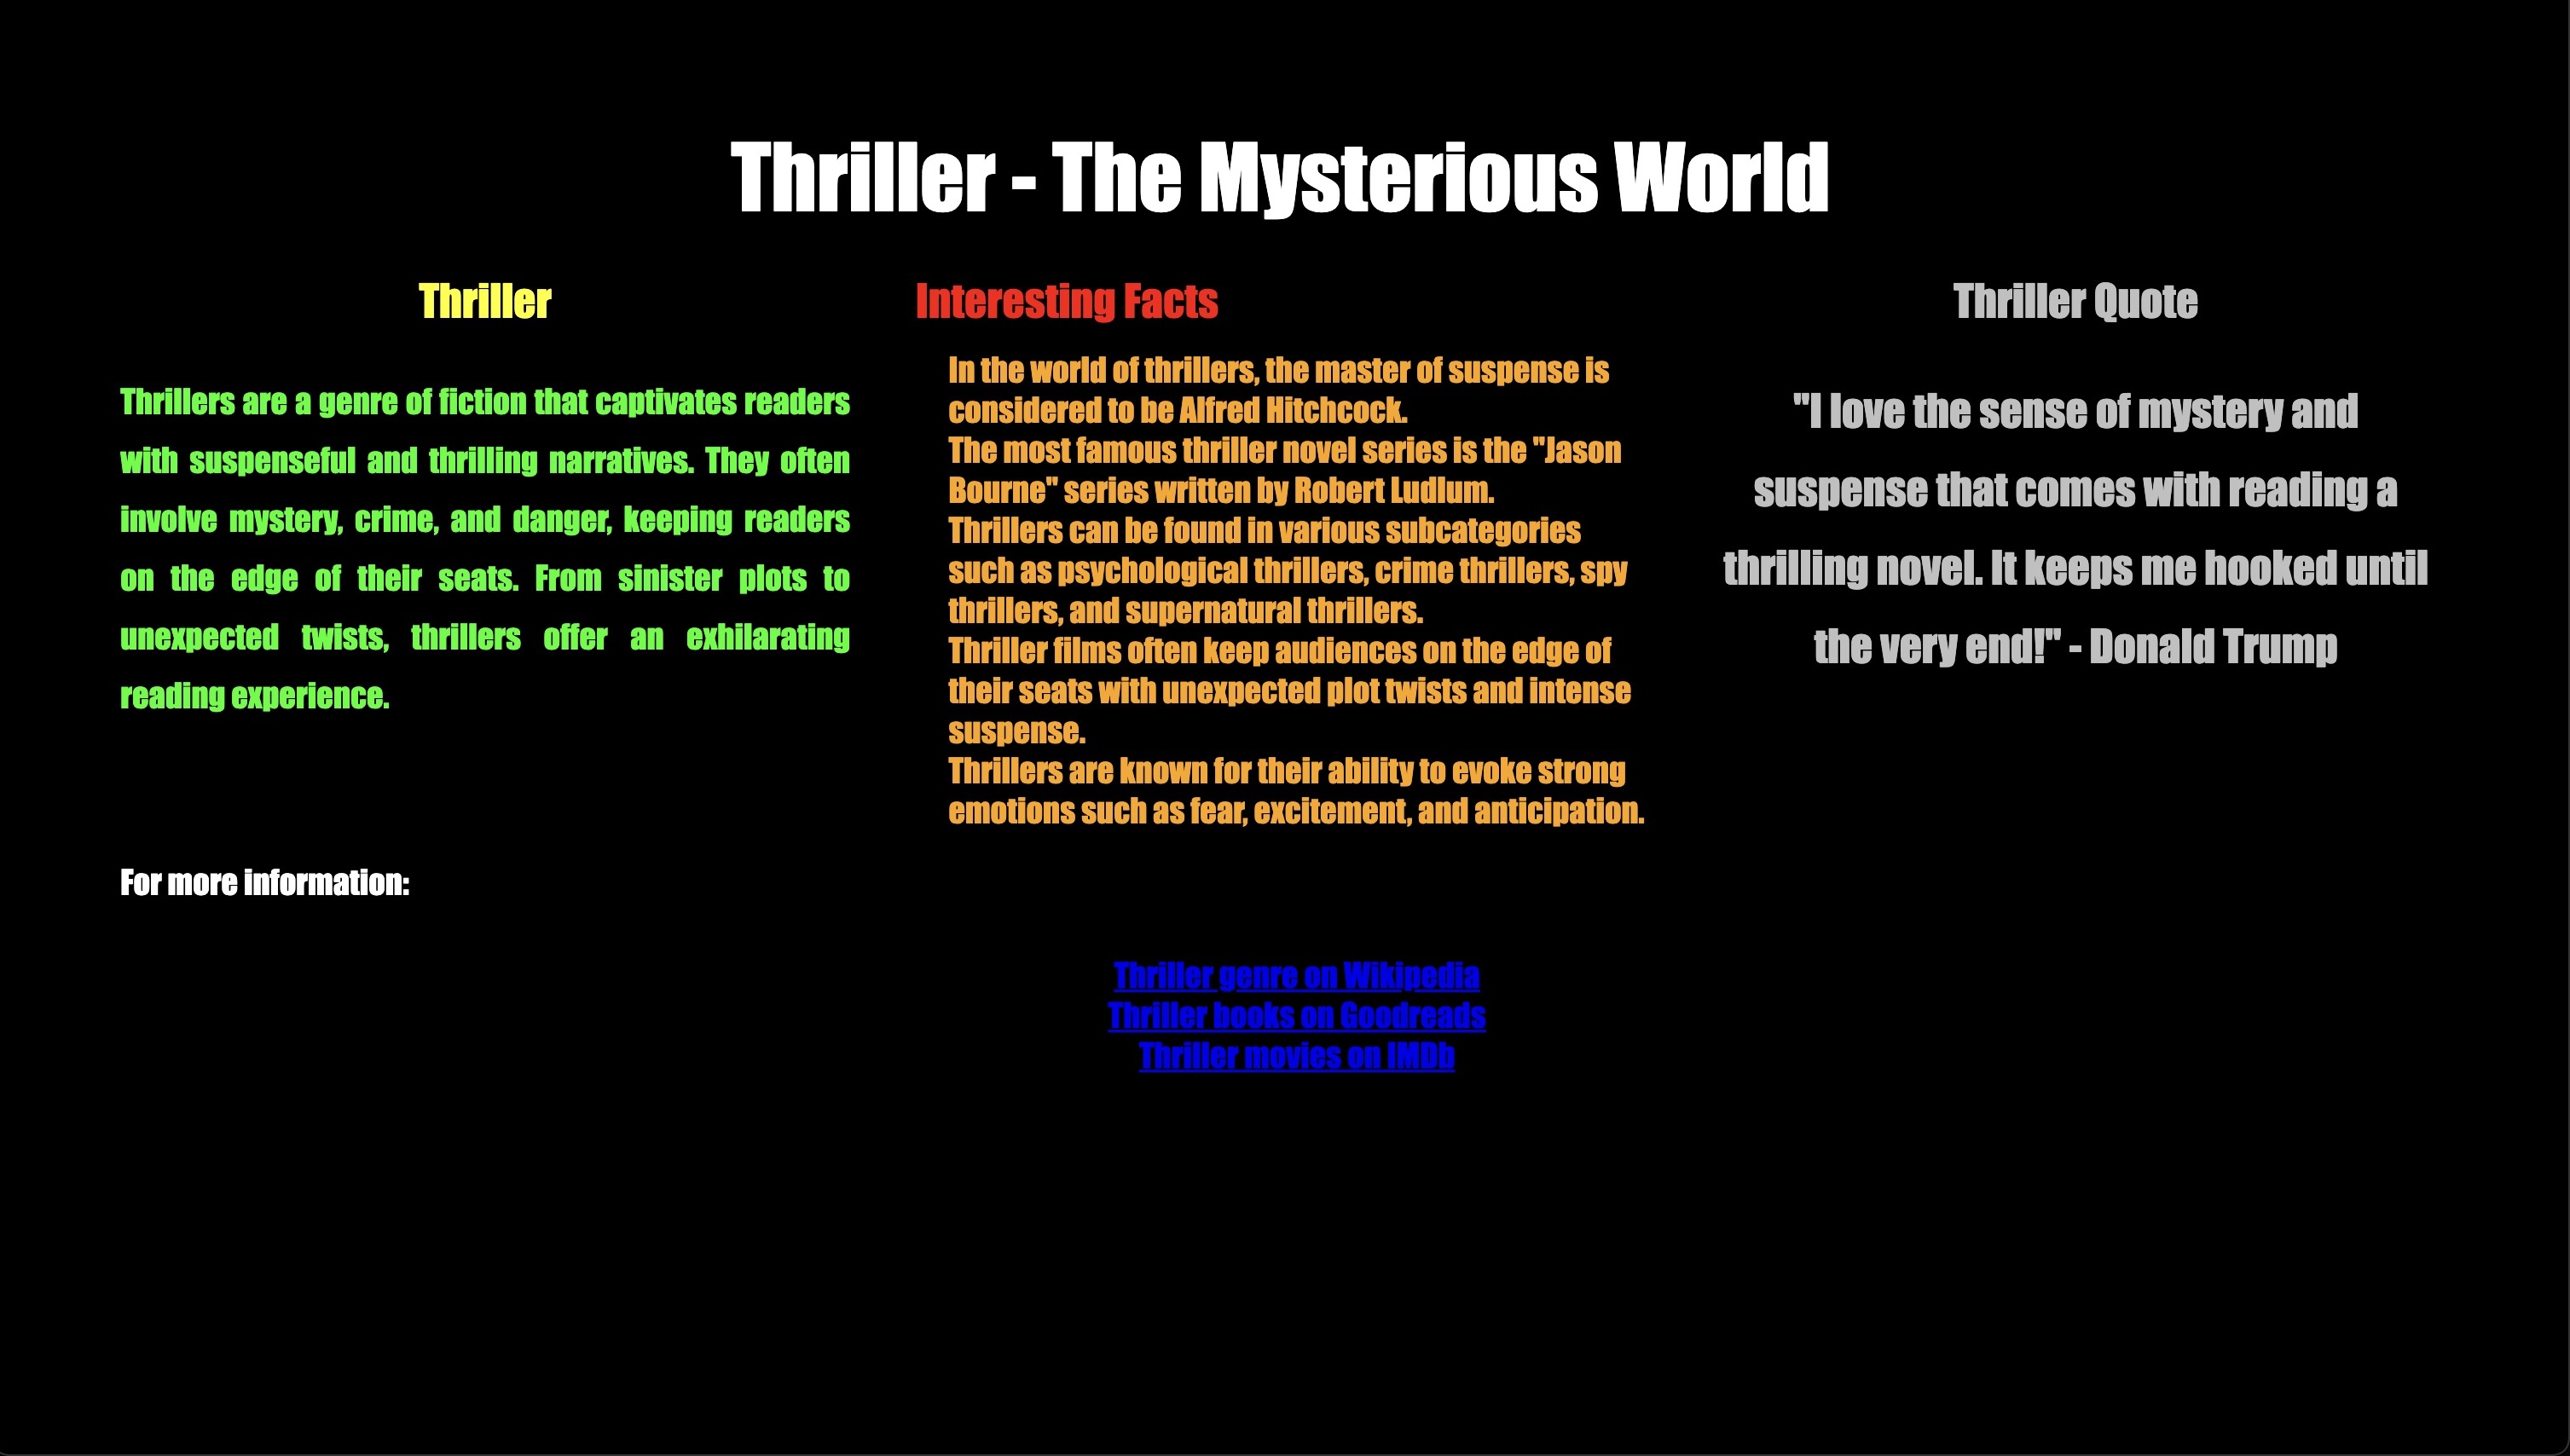 Thriller - The Mysterious World
Thriller
Thrillers are a genre of fiction that captivates readers
with suspenseful and thrilling narratives. They often
involve mystery, crime, and danger, keeping readers
on the edge of their seats. From sinister plots to
unexpected twists, thrillers offer an exhilarating
reading experience.
Interesting Facts
In the world of thrillers, the master of suspense is
considered to be Alfred Hitchcock.
The most famous thriller novel series is the "Jason
Bourne" series written by Robert Ludlum.
Thrillers can be found in various subcategories
such as psychological thrillers, crime thrillers, spy
thrillers, and supernatural thrillers.
Thriller films often keep audiences on the edge of
their seats with unexpected plot twists and intense
suspense.
Thrillers are known for their ability to evoke strong
emotions such as fear, excitement, and anticipation.
Thriller Quote
"I love the sense of mystery and
suspense that comes with reading a
thrilling novel. It keeps me hooked until
the very end!" - Donald Trump
For more information:
Thriller genre on Wikipedia
Thriller books on Goodreads
Thriller movies on IMDb